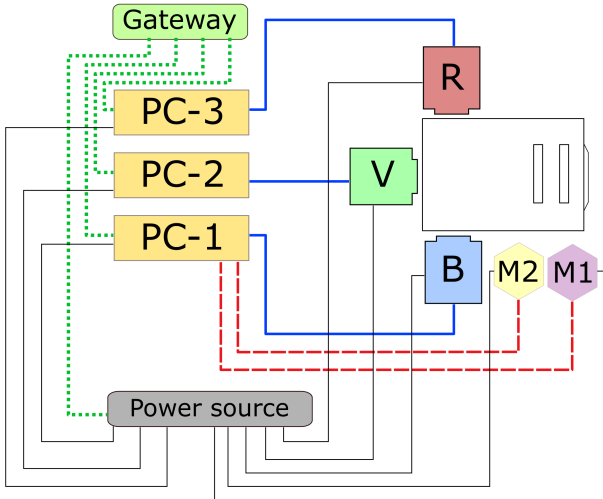 Gateway
PC-3
R
PC-2
V
PC-1
B
M2
M1
Power source